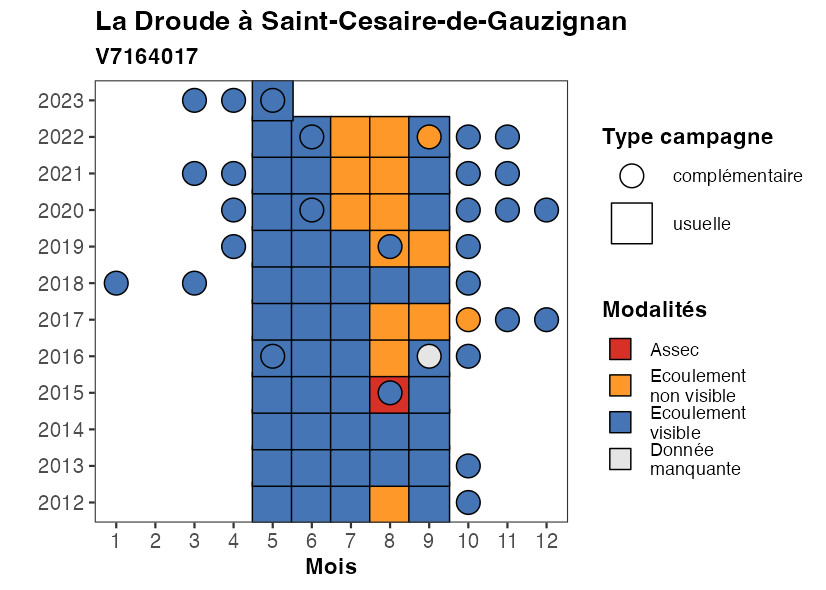 La Droude à Saint-Cesaire-de-Gauzignan
V7164017
2023
2022
2021
2020
2019
2018
2017
2016
2015
2014
2013
2012
1 2 3 4 5 6 7 8 9 10 11 12
Mois
Type campagne
complémentaire
usuelle
Modalités
Assec
Ecoulement
non visible
Ecoulement
visible
Donnée
manquante